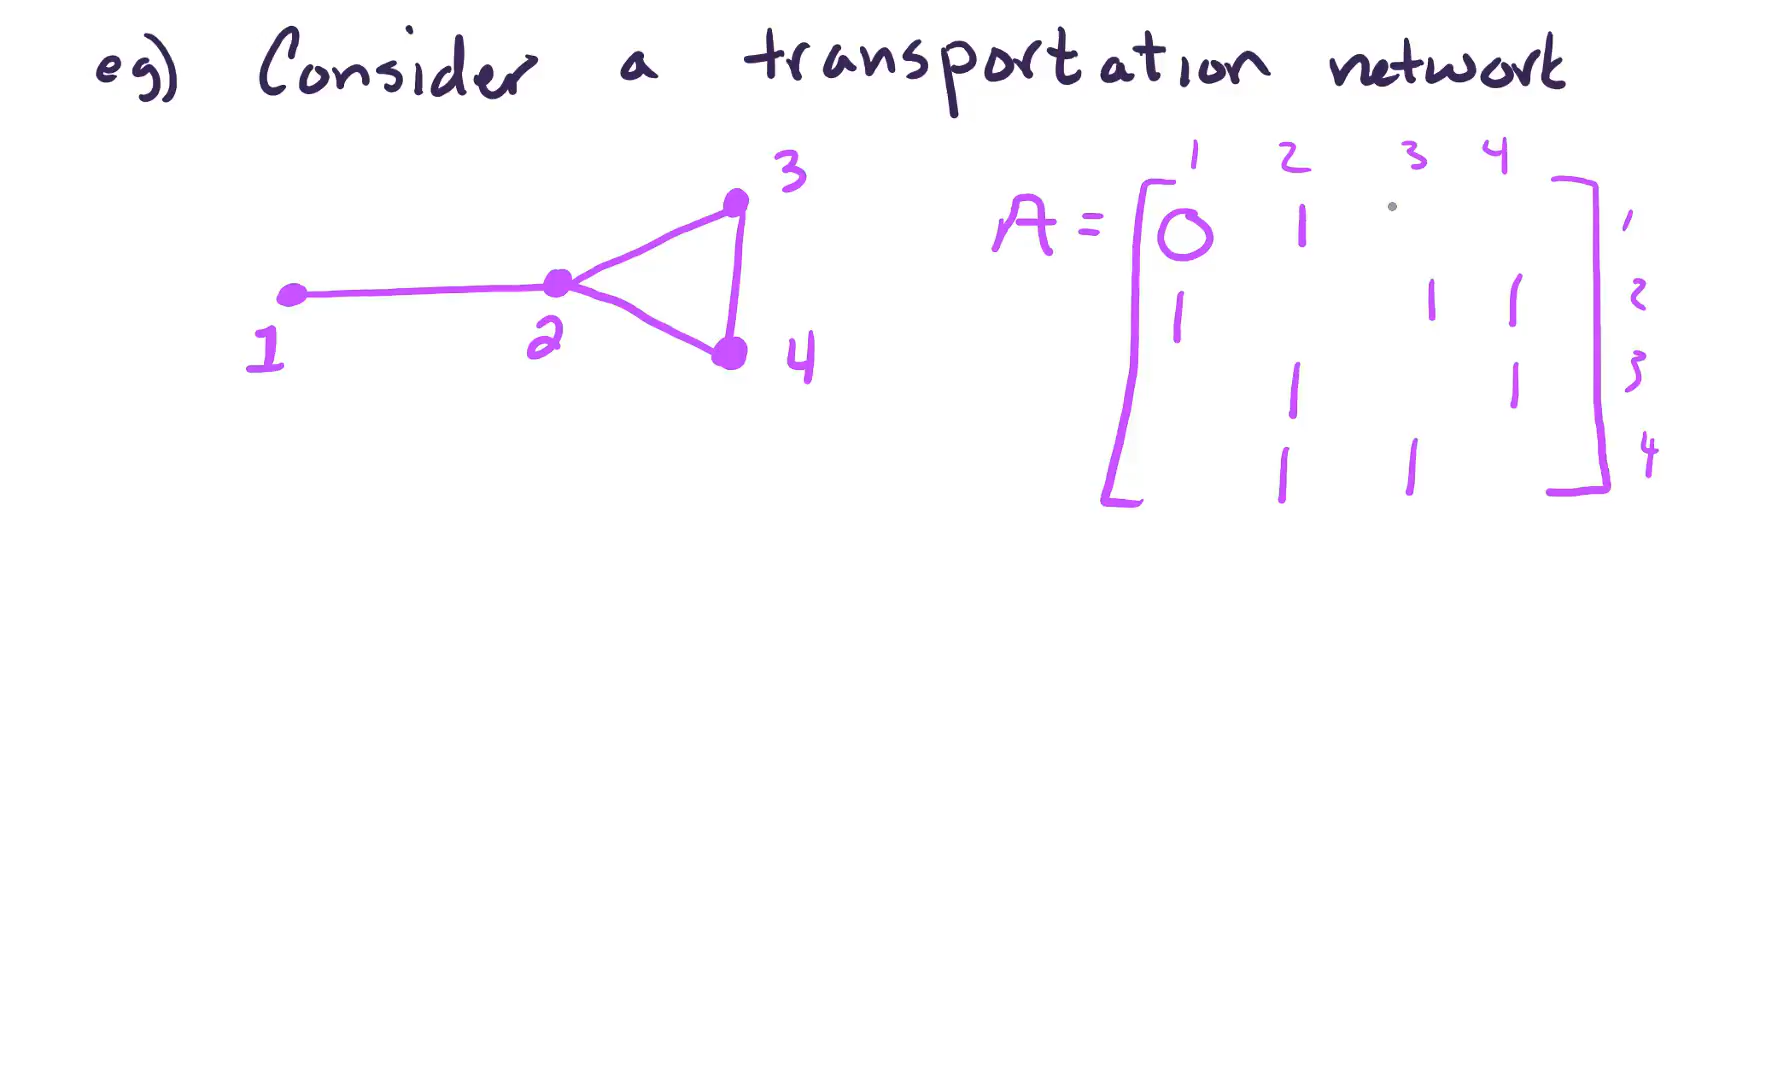 eg) Consider a transportation network
3
1 2 4
1 2 3 4
A = [ 0 1 ] 1
1 1 1 2
1 1 3
1 1 4